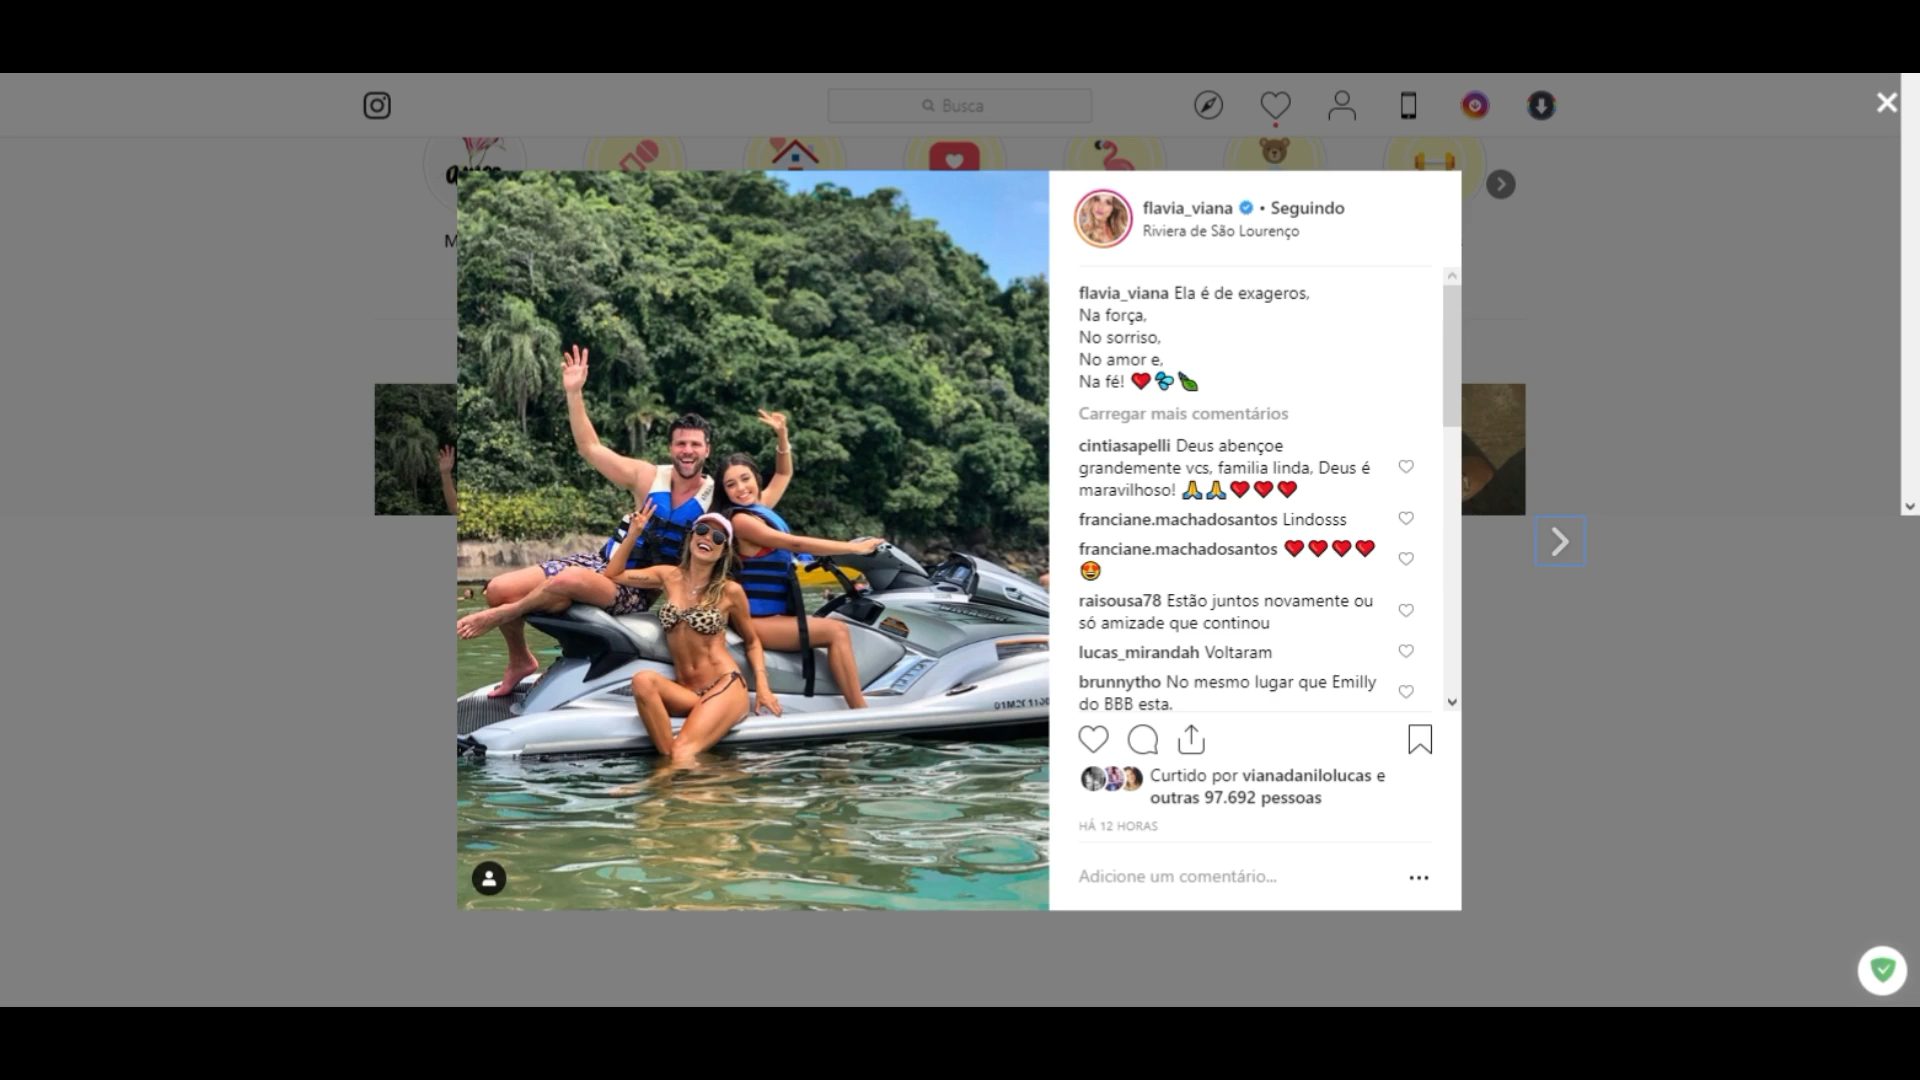 Busca
flavia_viana • Seguindo
Riviera de São Lourenço
flavia_viana Ela é de exageros,
Na força,
No sorriso,
No amor e,
Na fé! ❤️💦🍃
Carregar mais comentários
cintiasapelli Deus abençoe
grandemente vcs, familia linda, Deus é
maravilhoso! 🙏🙏❤️❤️❤️
franciane.machadosantos Lindosss
franciane.machadosantos ❤️❤️❤️❤️
😍
raisousa78 Estão juntos novamente ou
só amizade que continou
lucas_mirandah Voltaram
brunnytho No mesmo lugar que Emilly
do BBB esta.
Curtido por vianadanilolucas e
outras 97.692 pessoas
HÁ 12 HORAS
Adicione um comentário...